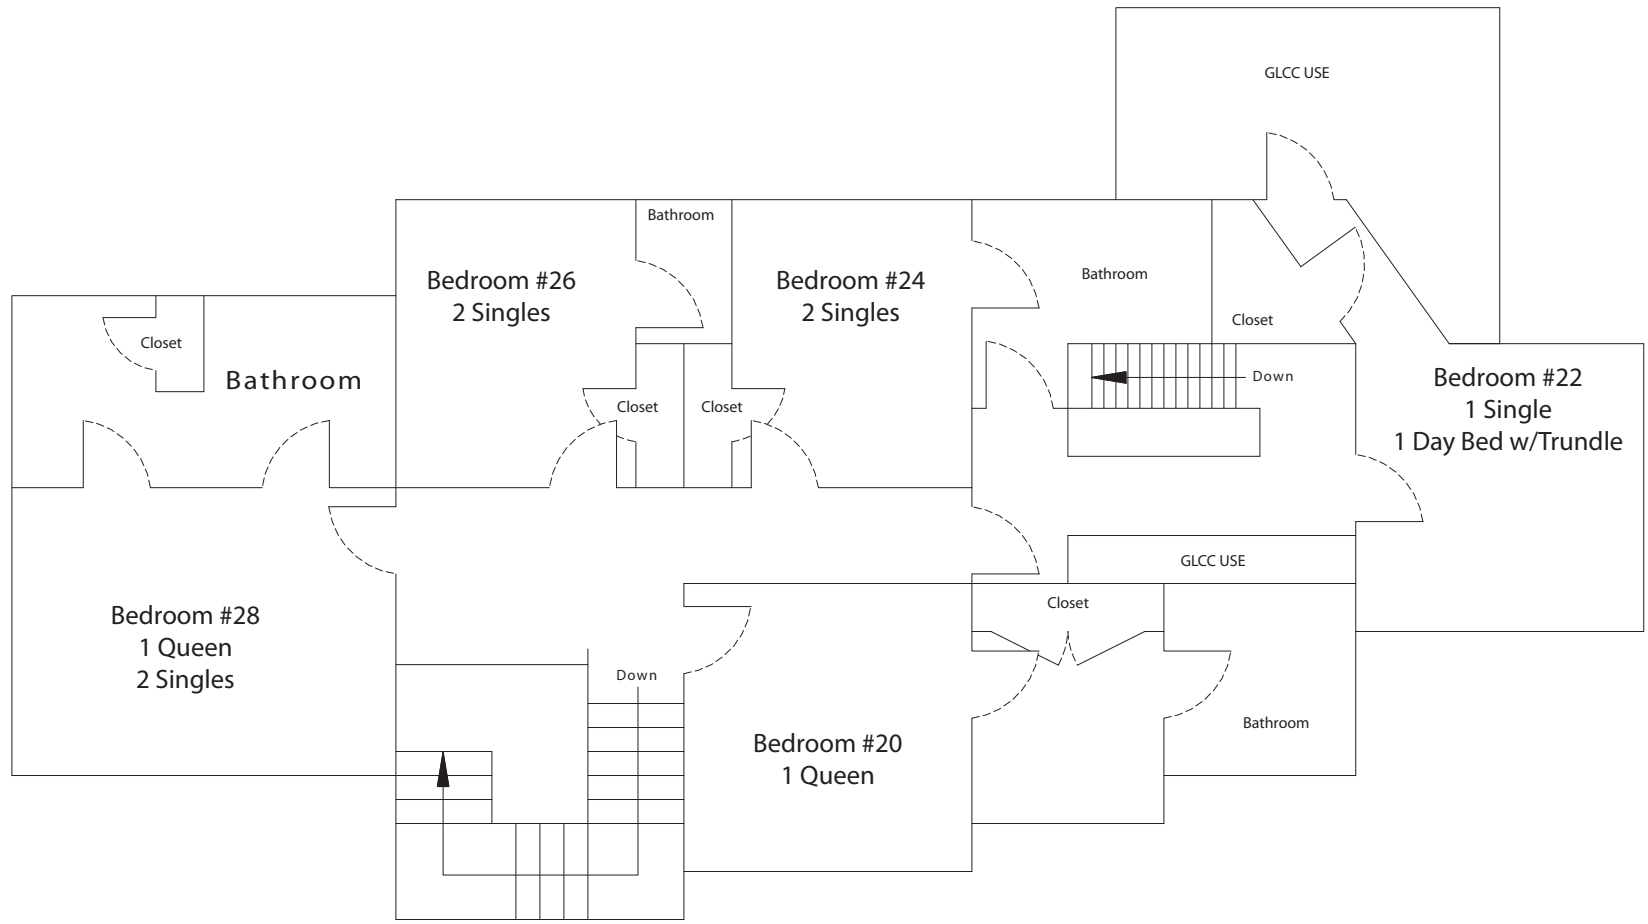 GLCC USE
Bathroom
Bedroom #26
2 Singles
Bedroom #24
2 Singles
Bathroom
Closet
Closet
Bathroom
Closet
Closet
Down
Bedroom #22
1 Single
1 Day Bed w/Trundle
GLCC USE
Closet
Bedroom #28
1 Queen
2 Singles
Down
Bedroom #20
1 Queen
Bathroom